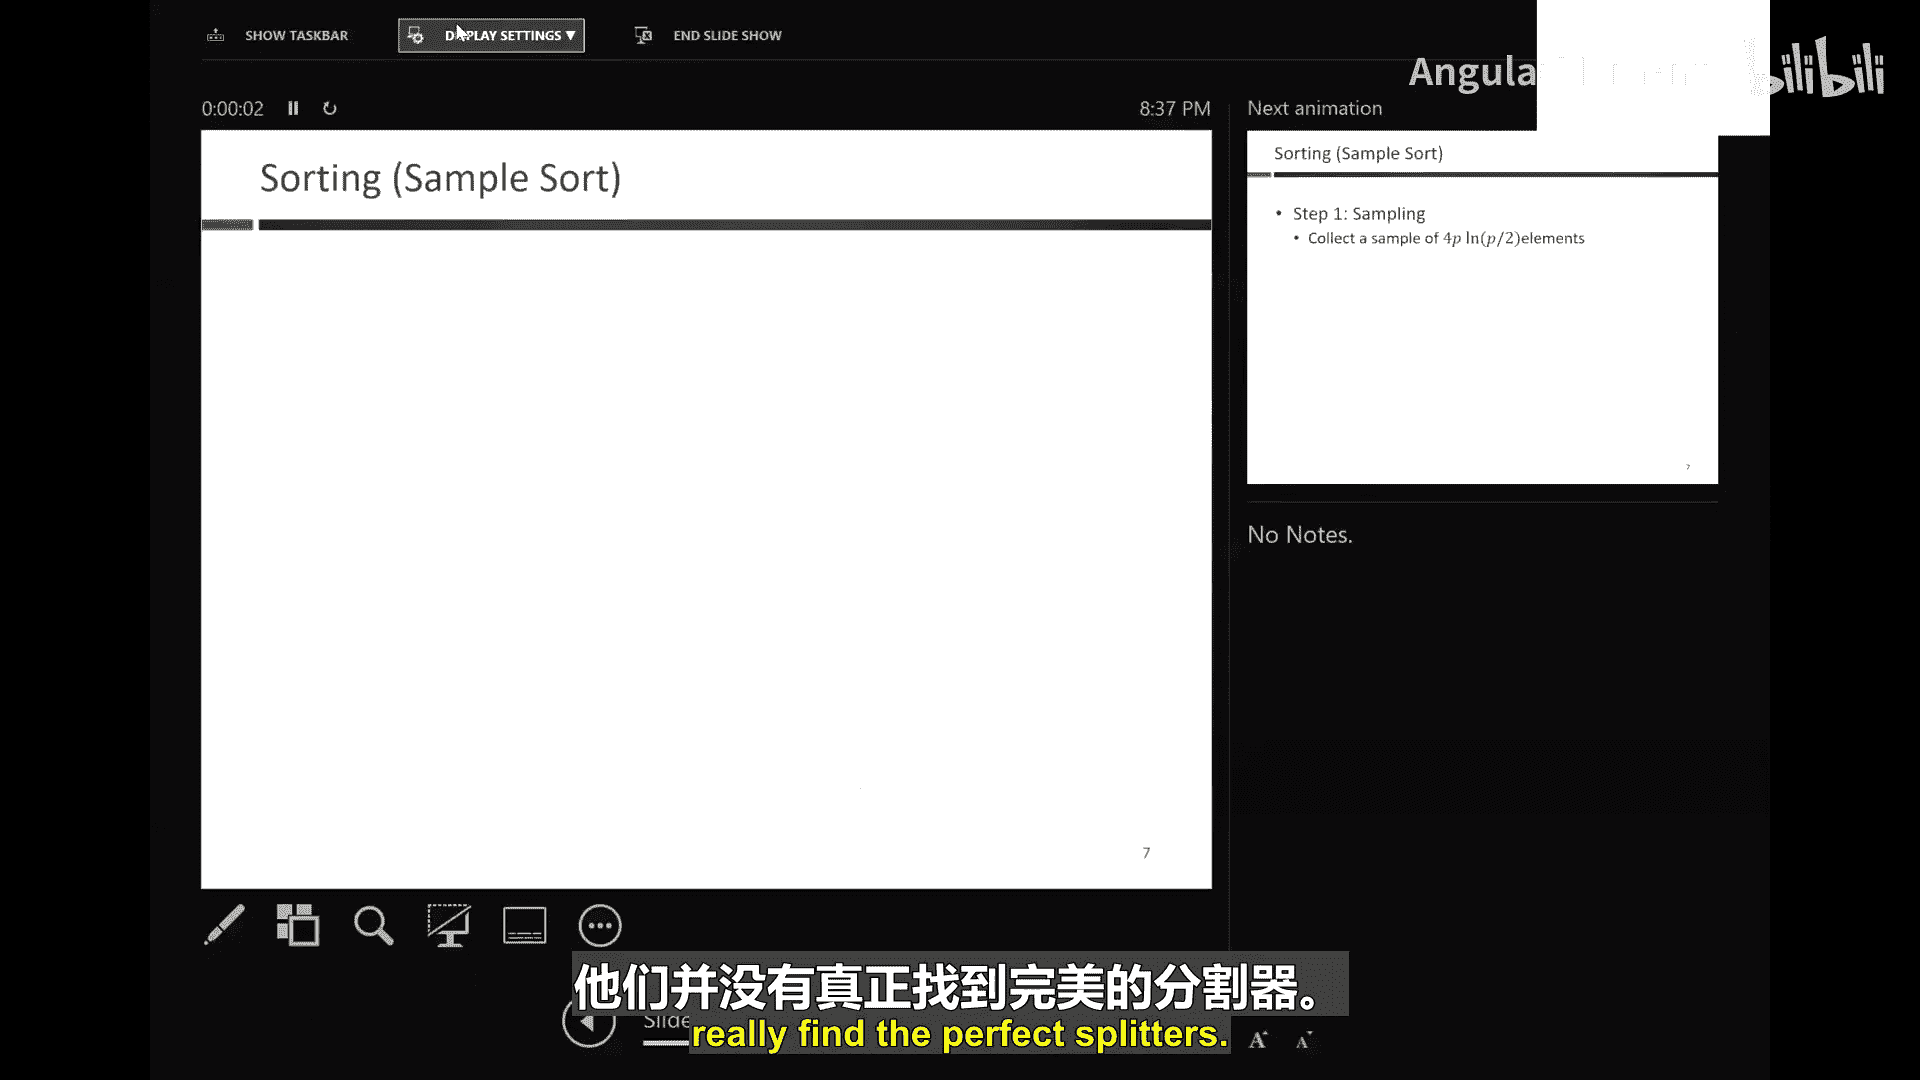 SHOW TASKBAR
DISPLAY SETTINGS ▼
END SLIDE SHOW
bilibili
0:00:02
8:37 PM
Next animation
Sorting (Sample Sort)
7
Sorting (Sample Sort)
• Step 1: Sampling
• Collect a sample of 4p ln(p/2)elements
7
No Notes.
Slide
他们并没有真正找到完美的分割器。
really find the perfect splitters.